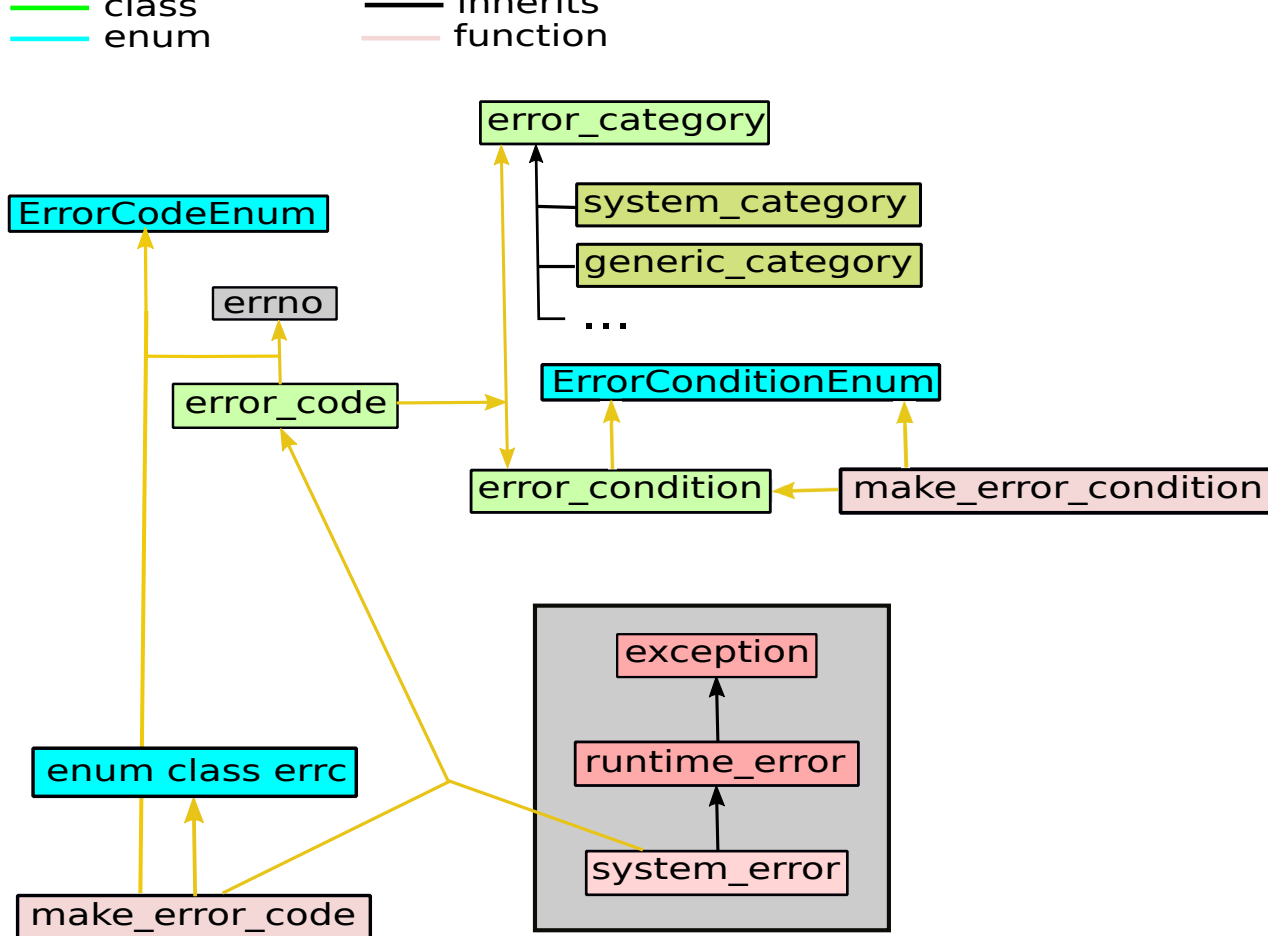 class
inherits
enum
function
error_category
system_category
ErrorCodeEnum
generic_category
errno
...
ErrorConditionEnum
error_code
error_condition
make_error_condition
exception
runtime_error
enum class errc
system_error
make_error_code